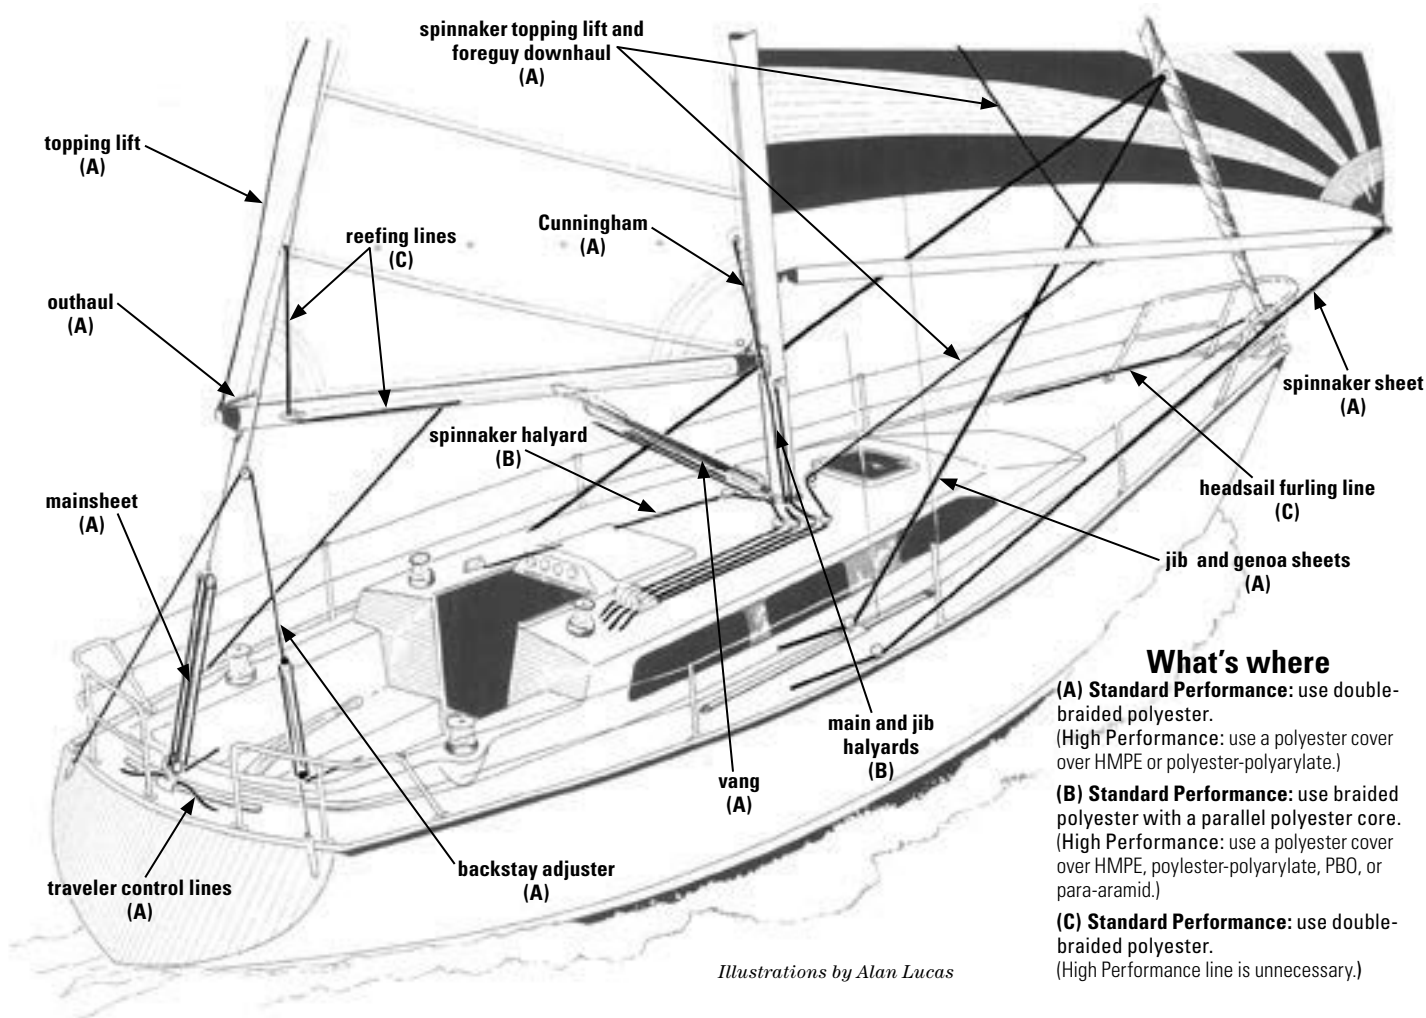 spinnaker topping lift and
foreguy downhaul
(A)
topping lift
(A)
reefing lines
(C)
Cunningham
(A)
outhaul
(A)
spinnaker sheet
(A)
spinnaker halyard
(B)
mainsheet
(A)
headsail furling line
(C)
jib and genoa sheets
(A)
main and jib
halyards
(B)
vang
(A)
backstay adjuster
(A)
traveler control lines
(A)
What's where
(A) Standard Performance: use double-
braided polyester.
(High Performance: use a polyester cover
over HMPE or polyester-polyarylate.)
(B) Standard Performance: use braided
polyester with a parallel polyester core.
(High Performance: use a polyester cover
over HMPE, poylester-polyarylate, PBO, or
para-aramid.)
(C) Standard Performance: use double-
braided polyester.
(High Performance line is unnecessary.)
Illustrations by Alan Lucas